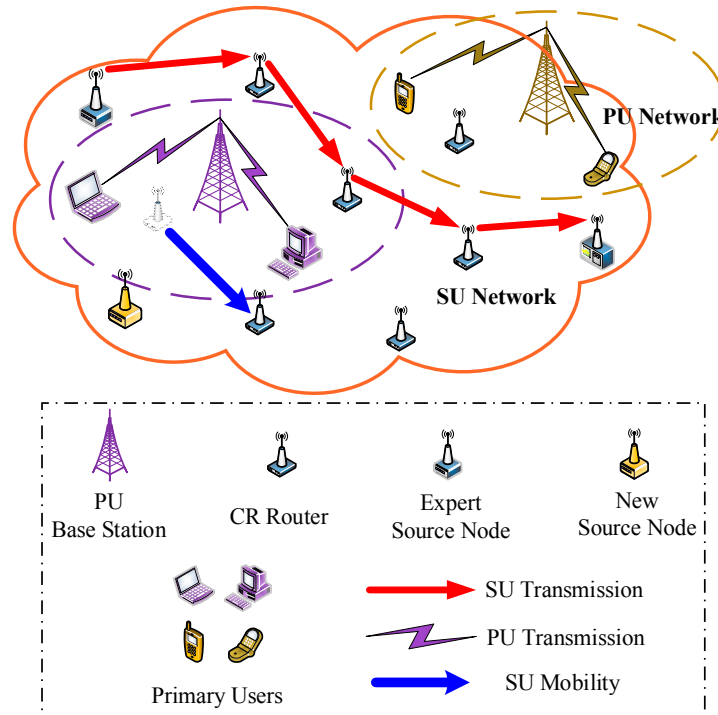 PU Network
SU Network
PU
Base Station
CR Router
Expert
Source Node
New
Source Node
SU Transmission
PU Transmission
Primary Users
SU Mobility